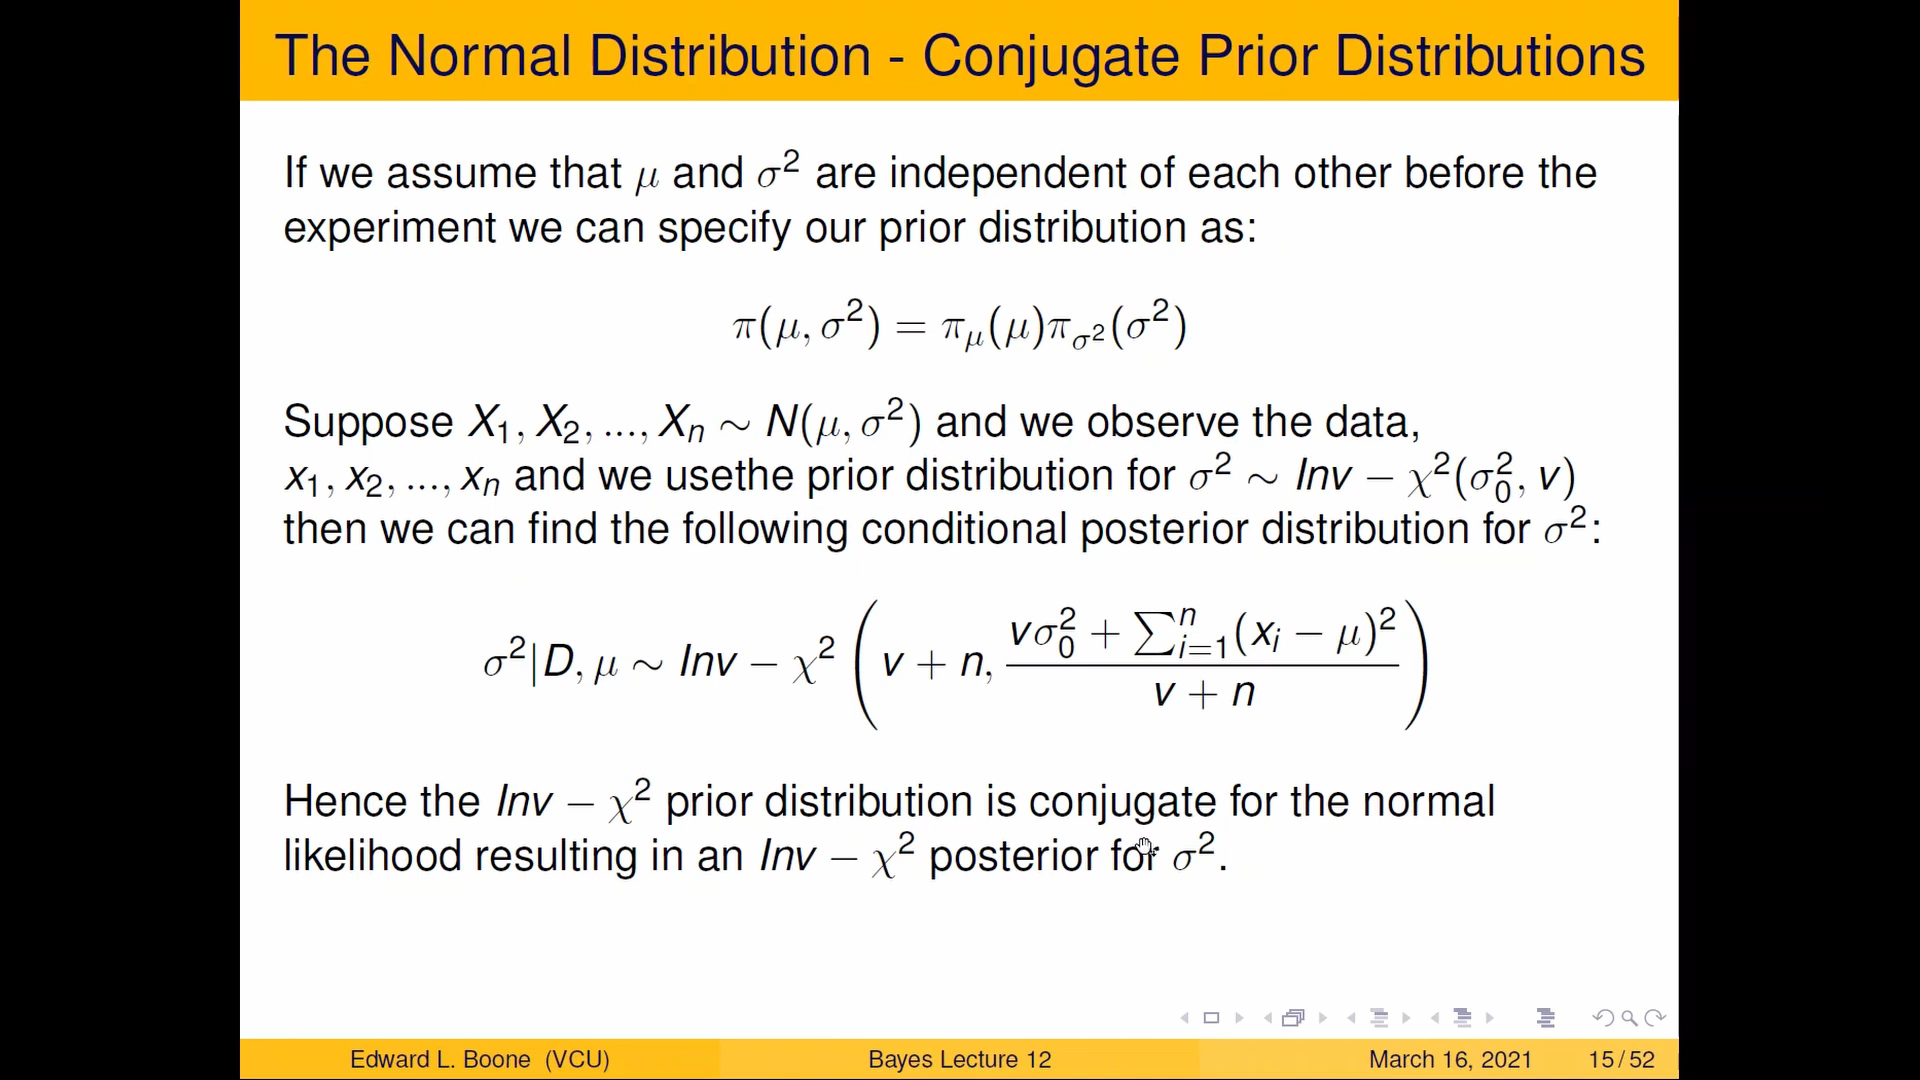 The Normal Distribution - Conjugate Prior Distributions
If we assume that μ and σ² are independent of each other before the
experiment we can specify our prior distribution as:
π(μ, σ²) = π_μ(μ)π_{σ²}(σ²)
Suppose X₁, X₂, ..., Xₙ ∼ N(μ, σ²) and we observe the data,
x₁, x₂, ..., xₙ and we usethe prior distribution for σ² ∼ Inv − χ²(σ₀², v)
then we can find the following conditional posterior distribution for σ²:
σ²|D, μ ∼ Inv − χ² ( v + n, \frac{vσ₀² + ∑_{i=1}^{n}(x_i − μ)²}{v + n} )
Hence the Inv − χ² prior distribution is conjugate for the normal
likelihood resulting in an Inv − χ² posterior for σ².
Edward L. Boone (VCU) Bayes Lecture 12 March 16, 2021 15 / 52